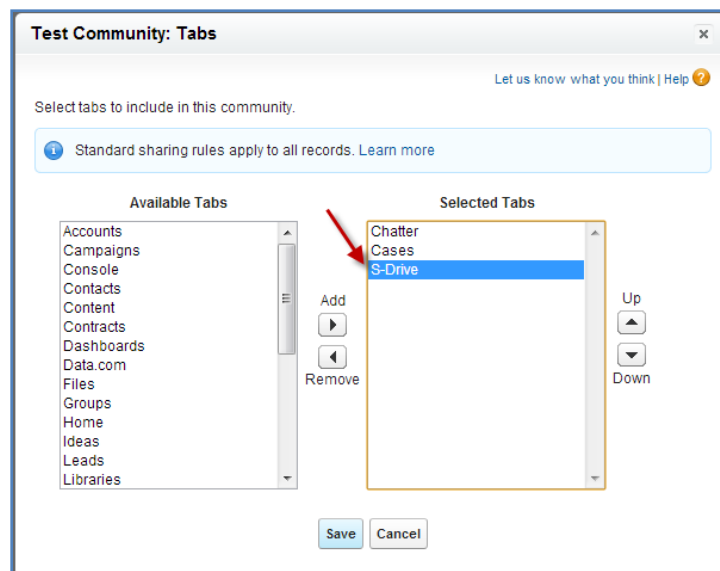 Test Community: Tabs
x
Let us know what you think | Help ?
Select tabs to include in this community.
i Standard sharing rules apply to all records. Learn more
Available Tabs
Accounts
Campaigns
Console
Contacts
Content
Contracts
Dashboards
Data.com
Files
Groups
Home
Ideas
Leads
Libraries
Add
Remove
Selected Tabs
Chatter
Cases
S-Drive
Up
Down
Save Cancel